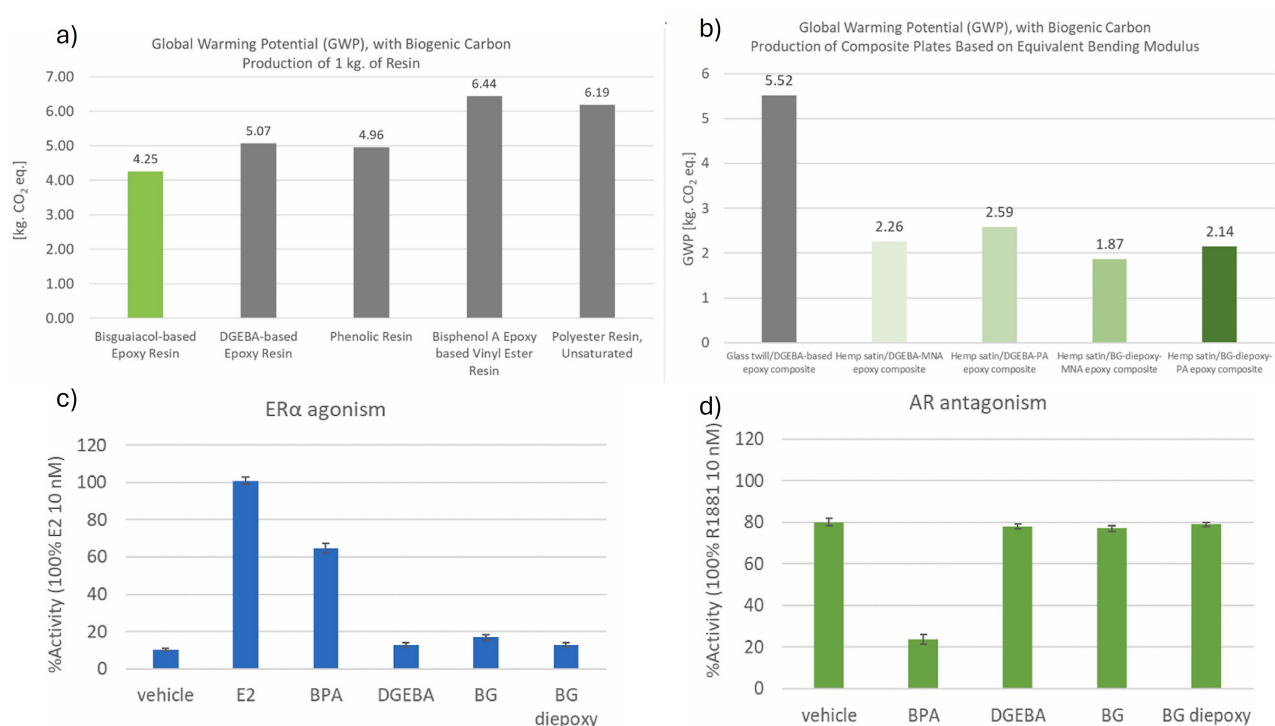 a)
Global Warming Potential (GWP), with Biogenic Carbon
Production of 1 kg. of Resin
[kg. CO2 eq.]
7.00
6.00
5.00
4.00
3.00
2.00
1.00
0.00
4.25
5.07
4.96
6.44
6.19
Bisguaiacol-based
Epoxy Resin
DGEBA-based
Epoxy Resin
Phenolic Resin
Bisphenol A Epoxy
based Vinyl Ester
Resin
Polyester Resin,
Unsaturated
b)
Global Warming Potential (GWP), with Biogenic Carbon
Production of Composite Plates Based on Equivalent Bending Modulus
GWP [kg. CO2 eq.]
6
5
4
3
2
1
0
5.52
2.26
2.59
1.87
2.14
Glass twill/DGEBA-based
epoxy composite
Hemp satin/DGEBA-MNA
epoxy composite
Hemp satin/DGEBA-PA
epoxy composite
Hemp satin/BG-diepoxy-
MNA epoxy composite
Hemp satin/BG-diepoxy-
PA epoxy composite
c)
ERα agonism
%Activity (100% E2 10 nM)
120
100
80
60
40
20
0
vehicle
E2
BPA
DGEBA
BG
BG
diepoxy
d)
AR antagonism
%Activity (100% R1881 10 nM)
120
100
80
60
40
20
0
vehicle
BPA
DGEBA
BG
BG diepoxy